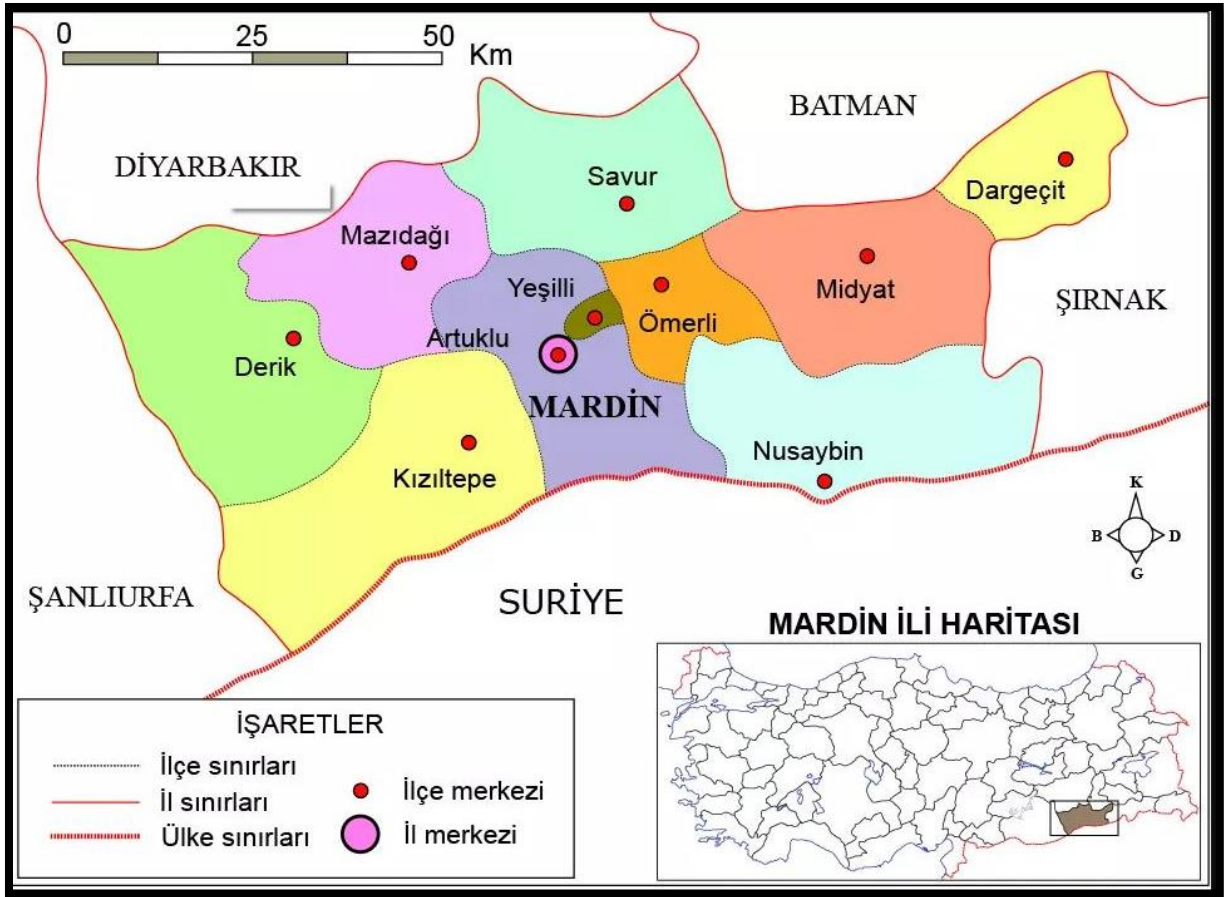 0 25 50
Km
BATMAN
DİYARBAKIR
Dargeçit
Savur
Mazıdağı
Yeşilli
Midyat
ŞIRNAK
Ömerli
Artuklu
Derik
MARDİN
Nusaybin
Kızıltepe
K
B D
G
ŞANLIURFA
SURİYE
MARDİN İLİ HARİTASI
İŞARETLER
İlçe sınırları
İl sınırları
Ülke sınırları
İlçe merkezi
İl merkezi